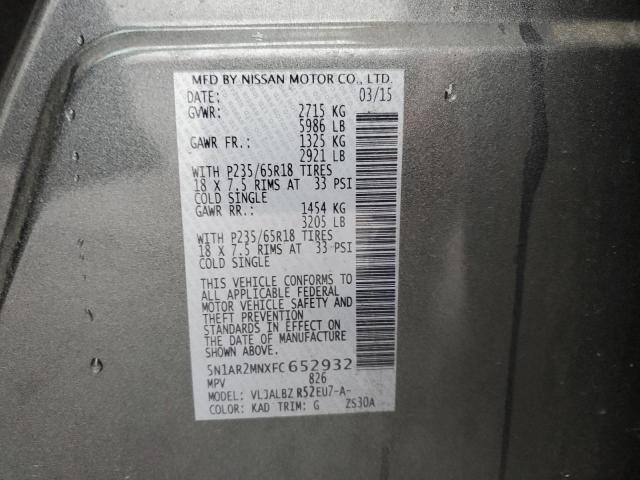 MFD BY NISSAN MOTOR CO., LTD.
DATE: 03/15
GVWR: 2715 KG
5986 LB
GAWR FR.: 1325 KG
2921 LB
WITH P235/65R18 TIRES
18 X 7.5 RIMS AT 33 PSI
COLD SINGLE
GAWR RR.: 1454 KG
3205 LB
WITH P235/65R18 TIRES
18 X 7.5 RIMS AT 33 PSI
COLD SINGLE
THIS VEHICLE CONFORMS TO
ALL APPLICABLE FEDERAL
MOTOR VEHICLE SAFETY AND
THEFT PREVENTION
STANDARDS IN EFFECT ON
THE DATE OF MANUFACTURE
SHOWN ABOVE.
5N1AR2MNXFC652932
MPV 826
MODEL: VLJALBZ R52EU7-A-
COLOR: KAD TRIM: G ZS30A